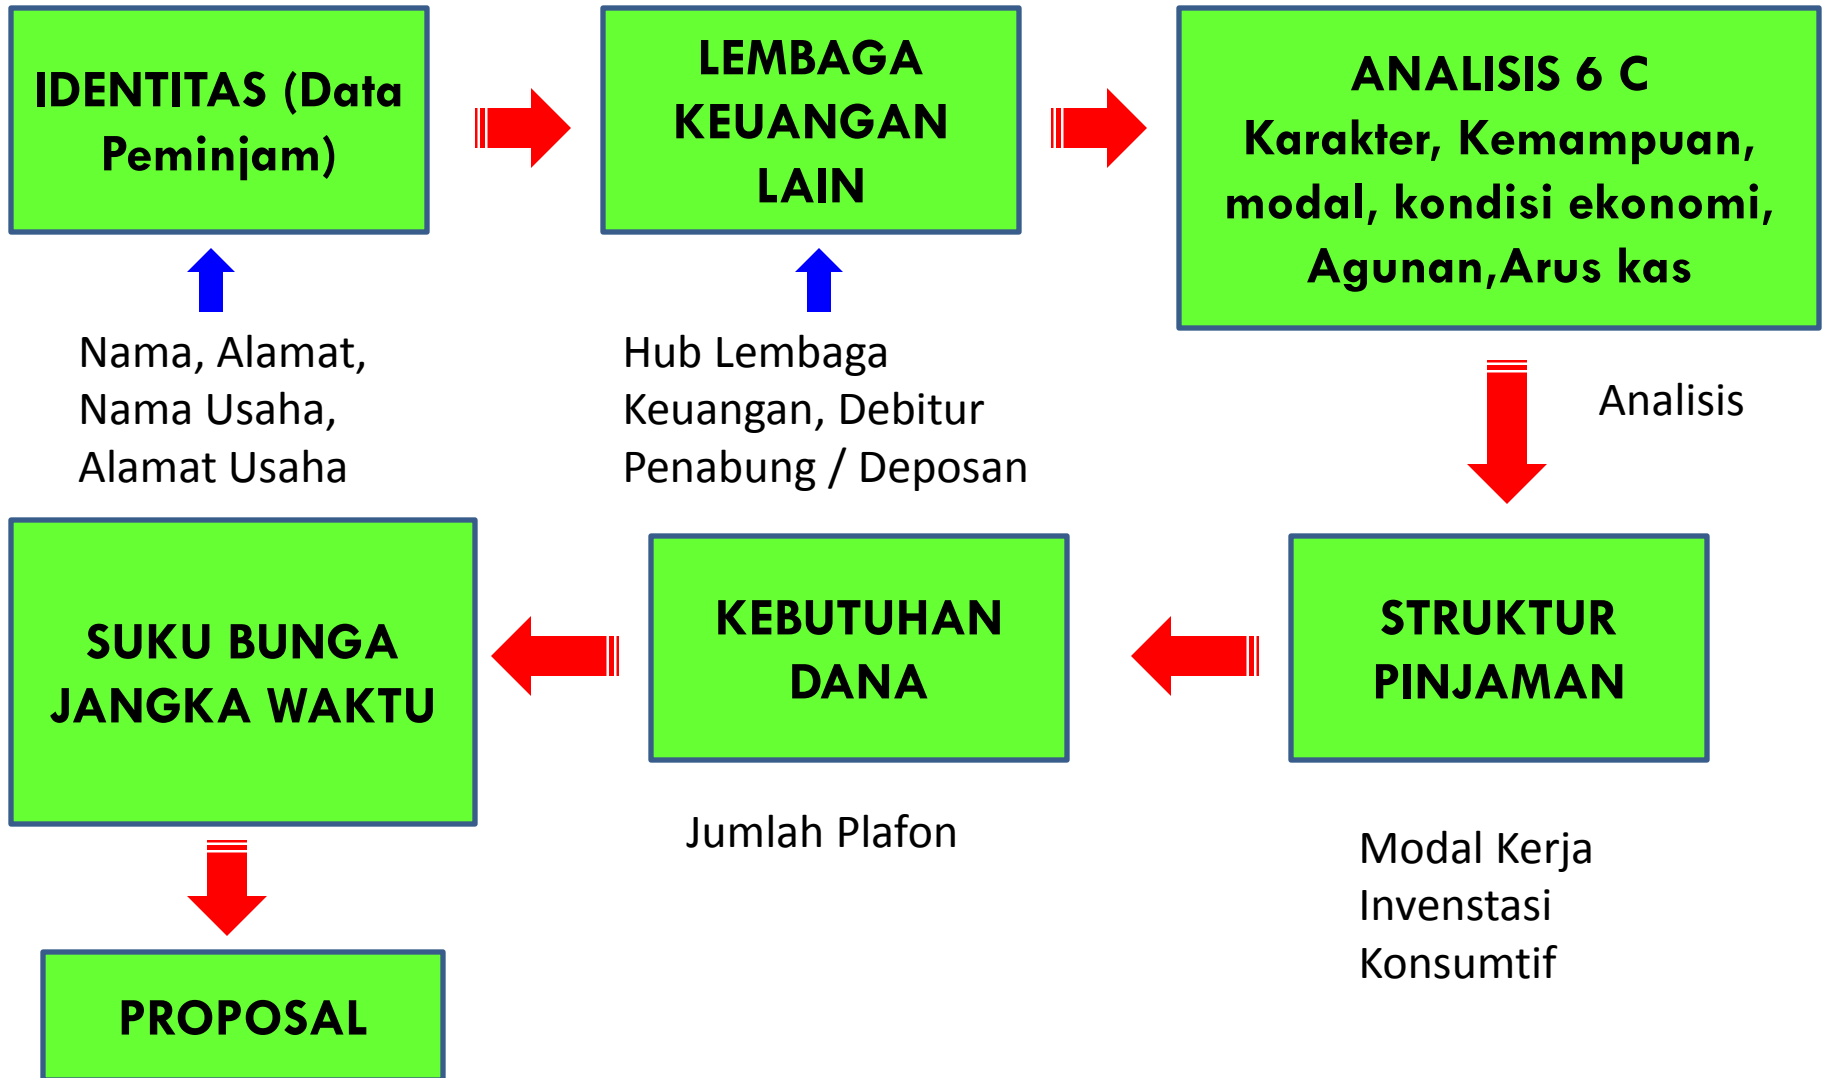 IDENTITAS (Data
Peminjam)
LEMBAGA
KEUANGAN
LAIN
ANALISIS 6 C
Karakter, Kemampuan,
modal, kondisi ekonomi,
Agunan,Arus kas
Nama, Alamat,
Nama Usaha,
Alamat Usaha
Hub Lembaga
Keuangan, Debitur
Penabung / Deposan
Analisis
SUKU BUNGA
JANGKA WAKTU
KEBUTUHAN
DANA
STRUKTUR
PINJAMAN
Jumlah Plafon
Modal Kerja
Invenstasi
Konsumtif
PROPOSAL